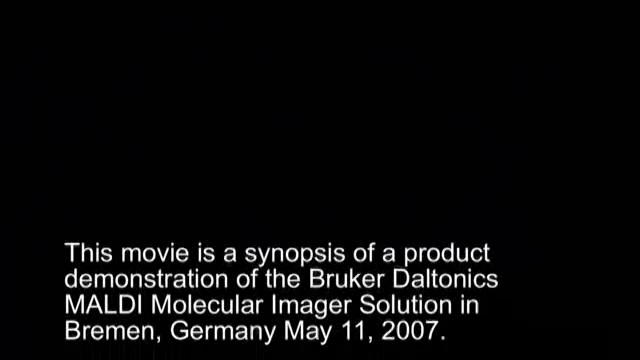 This movie is a synopsis of a product
demonstration of the Bruker Daltonics
MALDI Molecular Imager Solution in
Bremen, Germany May 11, 2007.